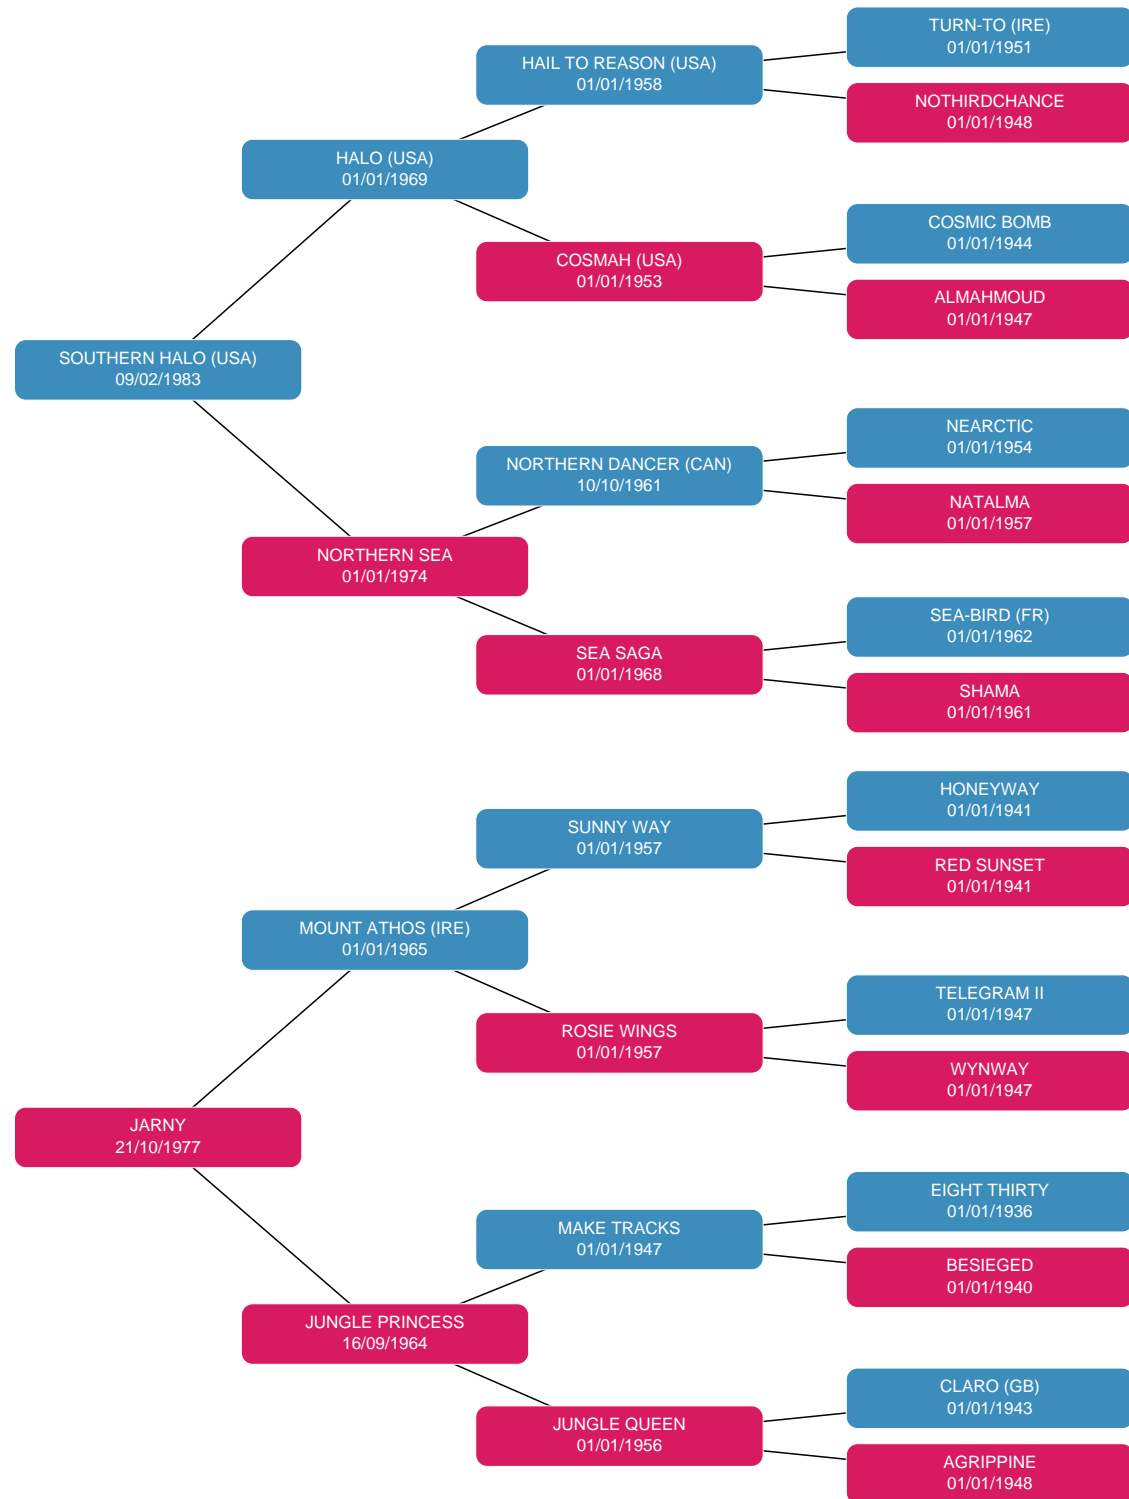 TURN-TO (IRE)
01/01/1951
HAIL TO REASON (USA)
01/01/1958
NOTHIRDCHANCE
01/01/1948
HALO (USA)
01/01/1969
COSMIC BOMB
01/01/1944
COSMAH (USA)
01/01/1953
ALMAHMOUD
01/01/1947
SOUTHERN HALO (USA)
09/02/1983
NEARCTIC
01/01/1954
NORTHERN DANCER (CAN)
10/10/1961
NATALMA
01/01/1957
NORTHERN SEA
01/01/1974
SEA-BIRD (FR)
01/01/1962
SEA SAGA
01/01/1968
SHAMA
01/01/1961
HONEYWAY
01/01/1941
SUNNY WAY
01/01/1957
RED SUNSET
01/01/1941
MOUNT ATHOS (IRE)
01/01/1965
TELEGRAM II
01/01/1947
ROSIE WINGS
01/01/1957
WYNWAY
01/01/1947
JARNY
21/10/1977
EIGHT THIRTY
01/01/1936
MAKE TRACKS
01/01/1947
BESIEGED
01/01/1940
JUNGLE PRINCESS
16/09/1964
CLARO (GB)
01/01/1943
JUNGLE QUEEN
01/01/1956
AGRIPPINE
01/01/1948